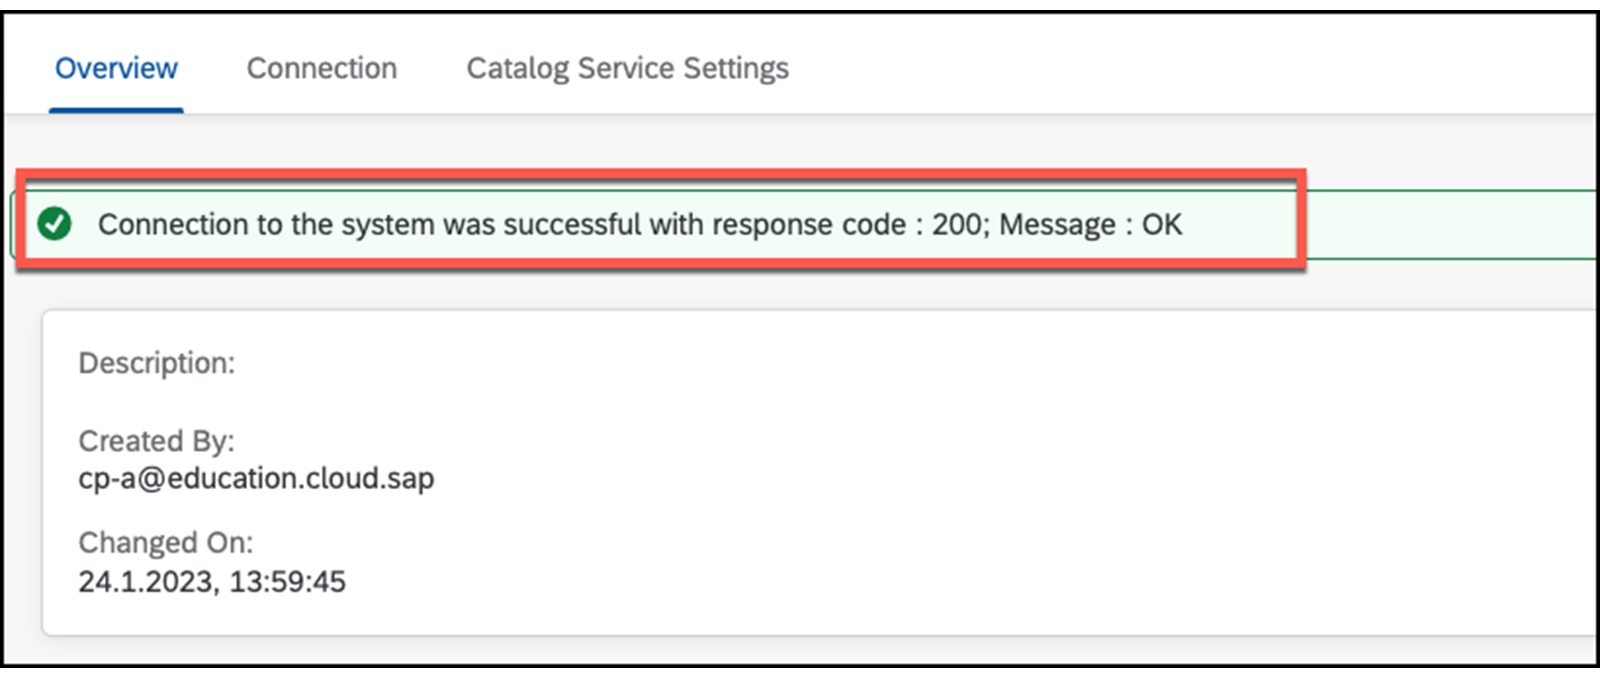 Overview Connection Catalog Service Settings
Connection to the system was successful with response code : 200; Message : OK
Description:
Created By:
cp-a@education.cloud.sap
Changed On:
24.1.2023, 13:59:45